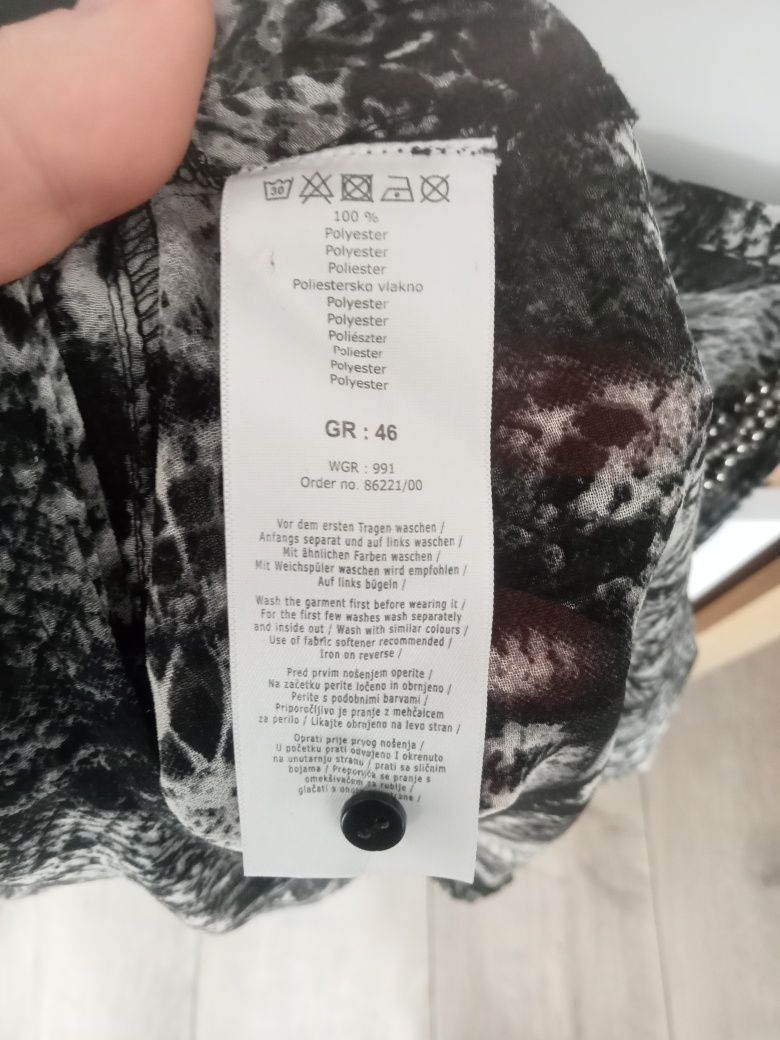 30
100 %
Polyester
Polyester
Poliester
Poliestersko vlakno
Polyester
Polyester
Poliészter
Poliester
Polyester
Polyester
GR : 46
WGR : 991
Order no. 86221/00
Vor dem ersten Tragen waschen /
Anfangs separat und auf links waschen /
Mit ähnlichen Farben waschen /
Mit Weichspüler waschen wird empfohlen /
Auf links bügeln /
Wash the garment first before wearing it /
For the first few washes wash separately
and inside out / Wash with similar colours /
Use of fabric softener recommended /
Iron on reverse /
Pred prvim nošenjem operite /
Na začetku perite ločeno in obrnjeno /
Perite s podobnimi barvami /
Priporočljivo je pranje z mehčalcem
za perilo / Likajte obrnjeno na levo stran /
Oprati prije prvog nošenja /
U početku prati odvojeno I okrenuto
na unutarnju stranu / prati sa sličnim
bojama / Preporuča se pranje s
omekšivačem za rublje /
glačati s